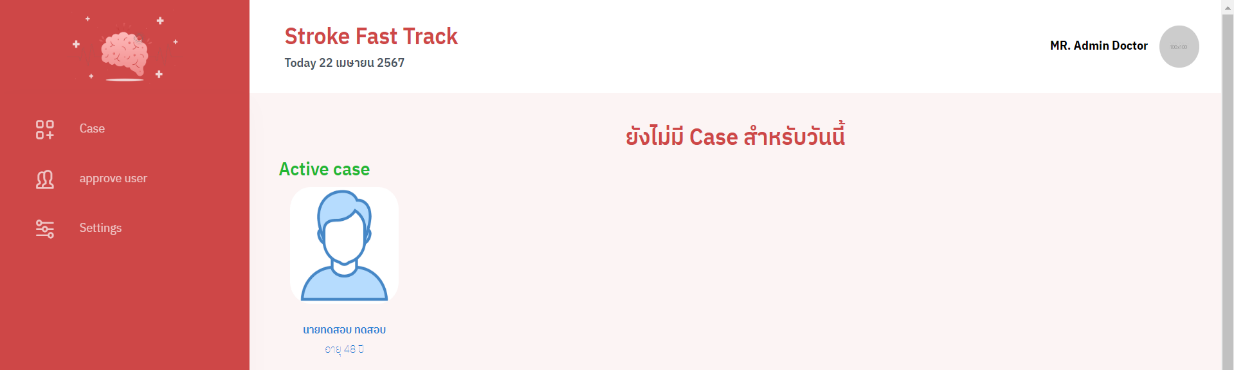 Stroke Fast Track
Today 22 เมษายน 2567
MR. Admin Doctor
Case
approve user
Settings
ยังไม่มี Case สำหรับวันนี้
Active case
นายทดสอบ ทดสอบ
อายุ 48 ปี